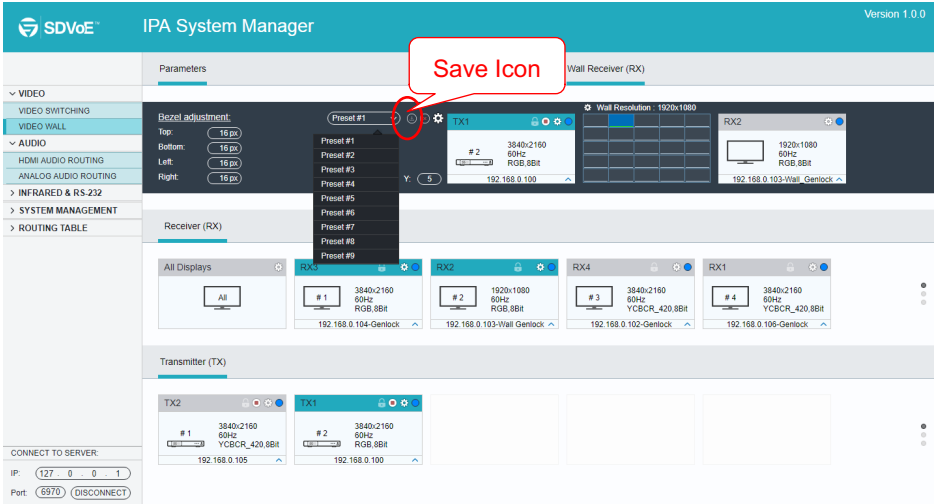 SDVoE™
IPA System Manager
Version 1.0.0
Save Icon
Parameters
Wall Receiver (RX)
VIDEO
VIDEO SWITCHING
VIDEO WALL
AUDIO
HDMI AUDIO ROUTING
ANALOG AUDIO ROUTING
INFRARED & RS-232
SYSTEM MANAGEMENT
ROUTING TABLE
Bezel adjustment:
Top: 16 px
Bottom: 16 px
Left: 16 px
Right: 16 px
Preset #1
Preset #1
Preset #2
Preset #3
Preset #4
Preset #5
Preset #6
Preset #7
Preset #8
Preset #9
Y: 5
TX1
# 2
3840x2160
60Hz
RGB,8Bit
192.168.0.100
Wall Resolution : 1920x1080
RX2
1920x1080
60Hz
RGB,8Bit
192.168.0.103-Wall_Genlock
Receiver (RX)
All Displays
All
RX3
# 1
3840x2160
60Hz
RGB,8Bit
192.168.0.104-Genlock
RX2
# 2
1920x1080
60Hz
RGB,8Bit
192.168.0.103-Wall Genlock
RX4
# 3
3840x2160
60Hz
YCBCR_420,8Bit
192.168.0.102-Genlock
RX1
# 4
3840x2160
60Hz
YCBCR_420,8Bit
192.168.0.106-Genlock
Transmitter (TX)
TX2
# 1
3840x2160
60Hz
YCBCR_420,8Bit
192.168.0.105
TX1
# 2
3840x2160
60Hz
RGB,8Bit
192.168.0.100
CONNECT TO SERVER:
IP: 127 . 0 . 0 . 1
Port: 6970 DISCONNECT